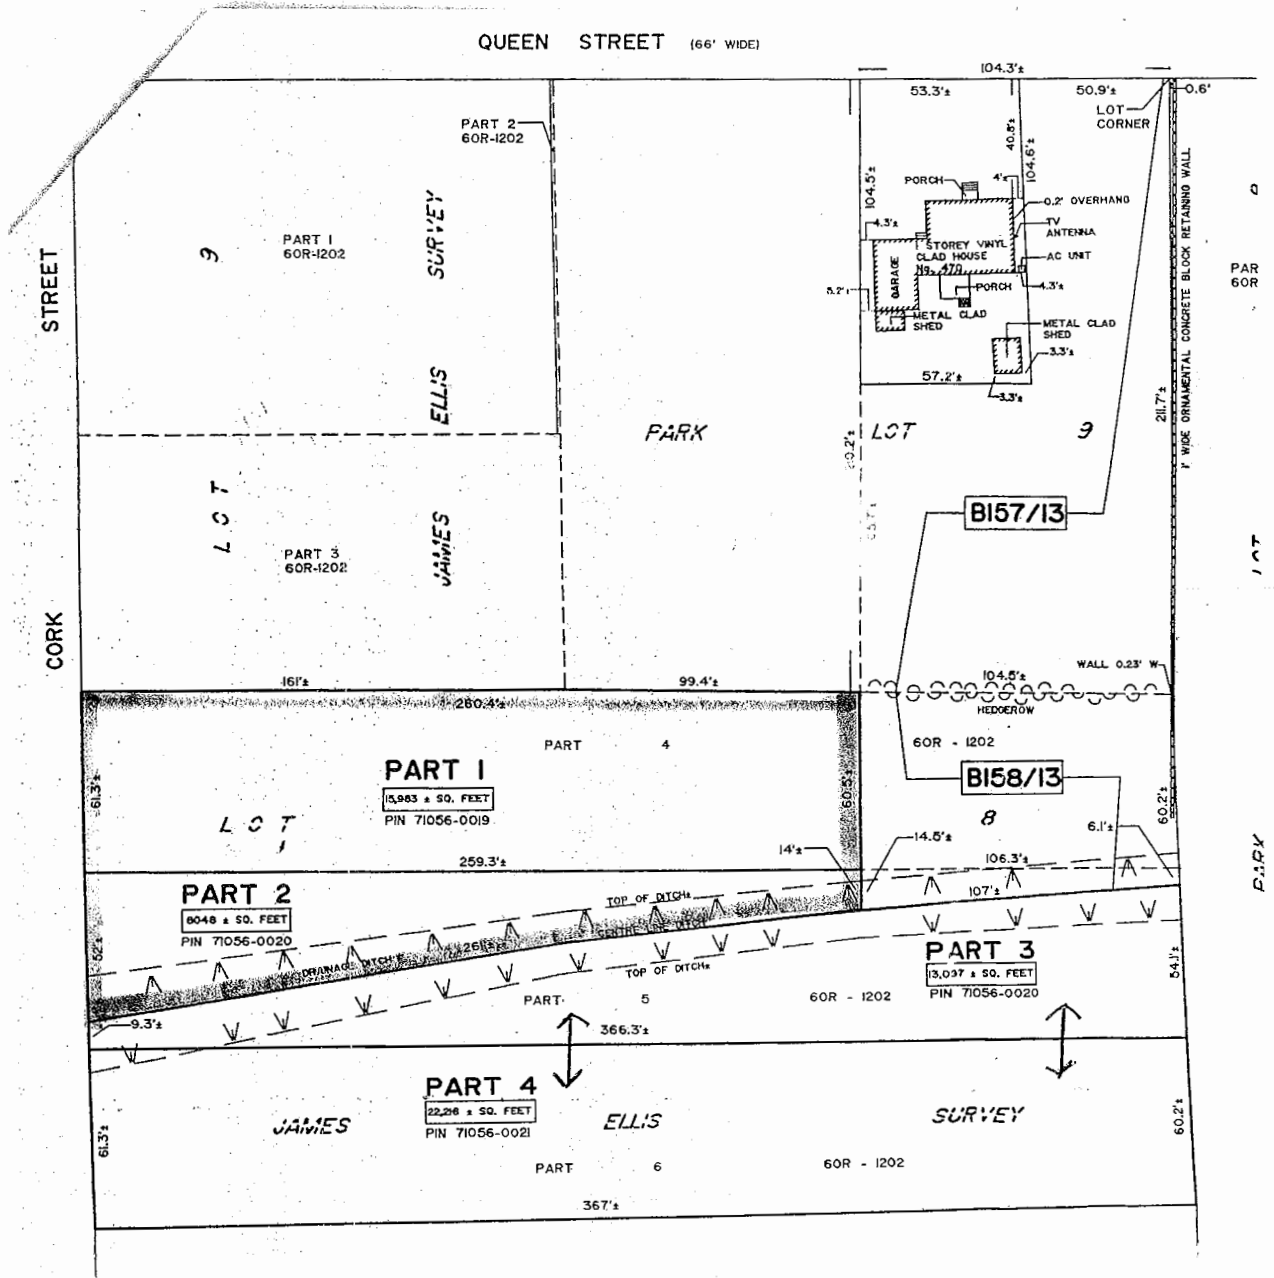 QUEEN STREET (66' WIDE)
104.3'±
53.3'±
50.9'±
0.6'
LOT
CORNER
PART 2
60R-1202
40.8'±
104.6'±
104.5'±
PORCH
4'±
0.2' OVERHANG
TV
ANTENNA
4.3'±
STOREY VINYL
CLAD HOUSE
No. 470
AC UNIT
GARAGE
PORCH
4.3'±
5.2'±
METAL CLAD
SHED
METAL CLAD
SHED
3.3'±
57.2'±
3.3'±
1' WIDE ORNAMENTAL CONCRETE BLOCK RETAINING WALL
211.7'±
PART 1
60R-1202
9
SURVEY
ELLIS
JAMES
PAR
60R
STREET
CORK
PARK LOT 9
LOT
PART 3
60R-1202
B157/13
LOT
WALL 0.23' W
161'±
99.4'±
104.5'±
260.4'±
HEDGEROW
PART 4
60R - 1202
PART 1
15,983 ± SQ. FEET
PIN 71056-0019
61.3'±
60.5'±
B158/13
60.2'±
LOT
8
14.5'±
6.1'±
14'±
259.3'±
106.3'±
107'±
PARK
PART 2
8048 ± SQ. FEET
PIN 71056-0020
TOP OF DITCH±
CENTRE LINE DITCH
DRAINAGE DITCH
261'±
52'±
TOP OF DITCH±
PART 3
13,037 ± SQ. FEET
PIN 71056-0020
54.1'±
PART 5
60R - 1202
9.3'±
366.3'±
PART 4
22,216 ± SQ. FEET
PIN 71056-0021
JAMES ELLIS SURVEY
61.3'±
60.2'±
PART 6
60R - 1202
367'±